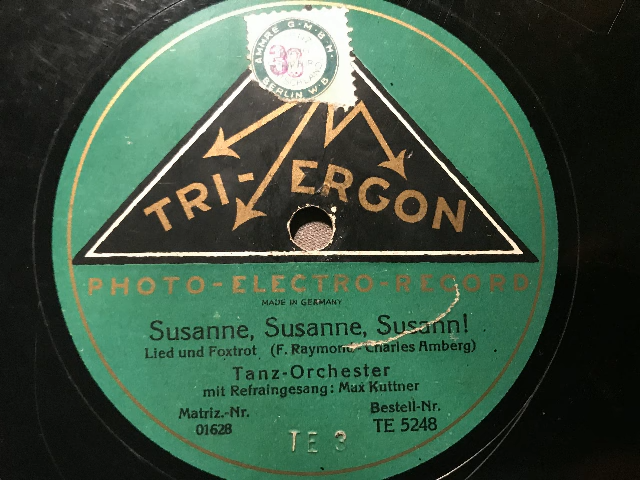 AMMRE G·M·B·H·
BERLIN W·8
TRI-ERGON
PHOTO-ELECTRO-RECORD
MADE IN GERMANY
Susanne, Susanne, Susann!
Lied und Foxtrot (F. Raymond - Charles Amberg)
Tanz-Orchester
mit Refraingesang: Max Kuttner
Matriz.-Nr. Bestell-Nr.
01628 TE 5248
TE 3